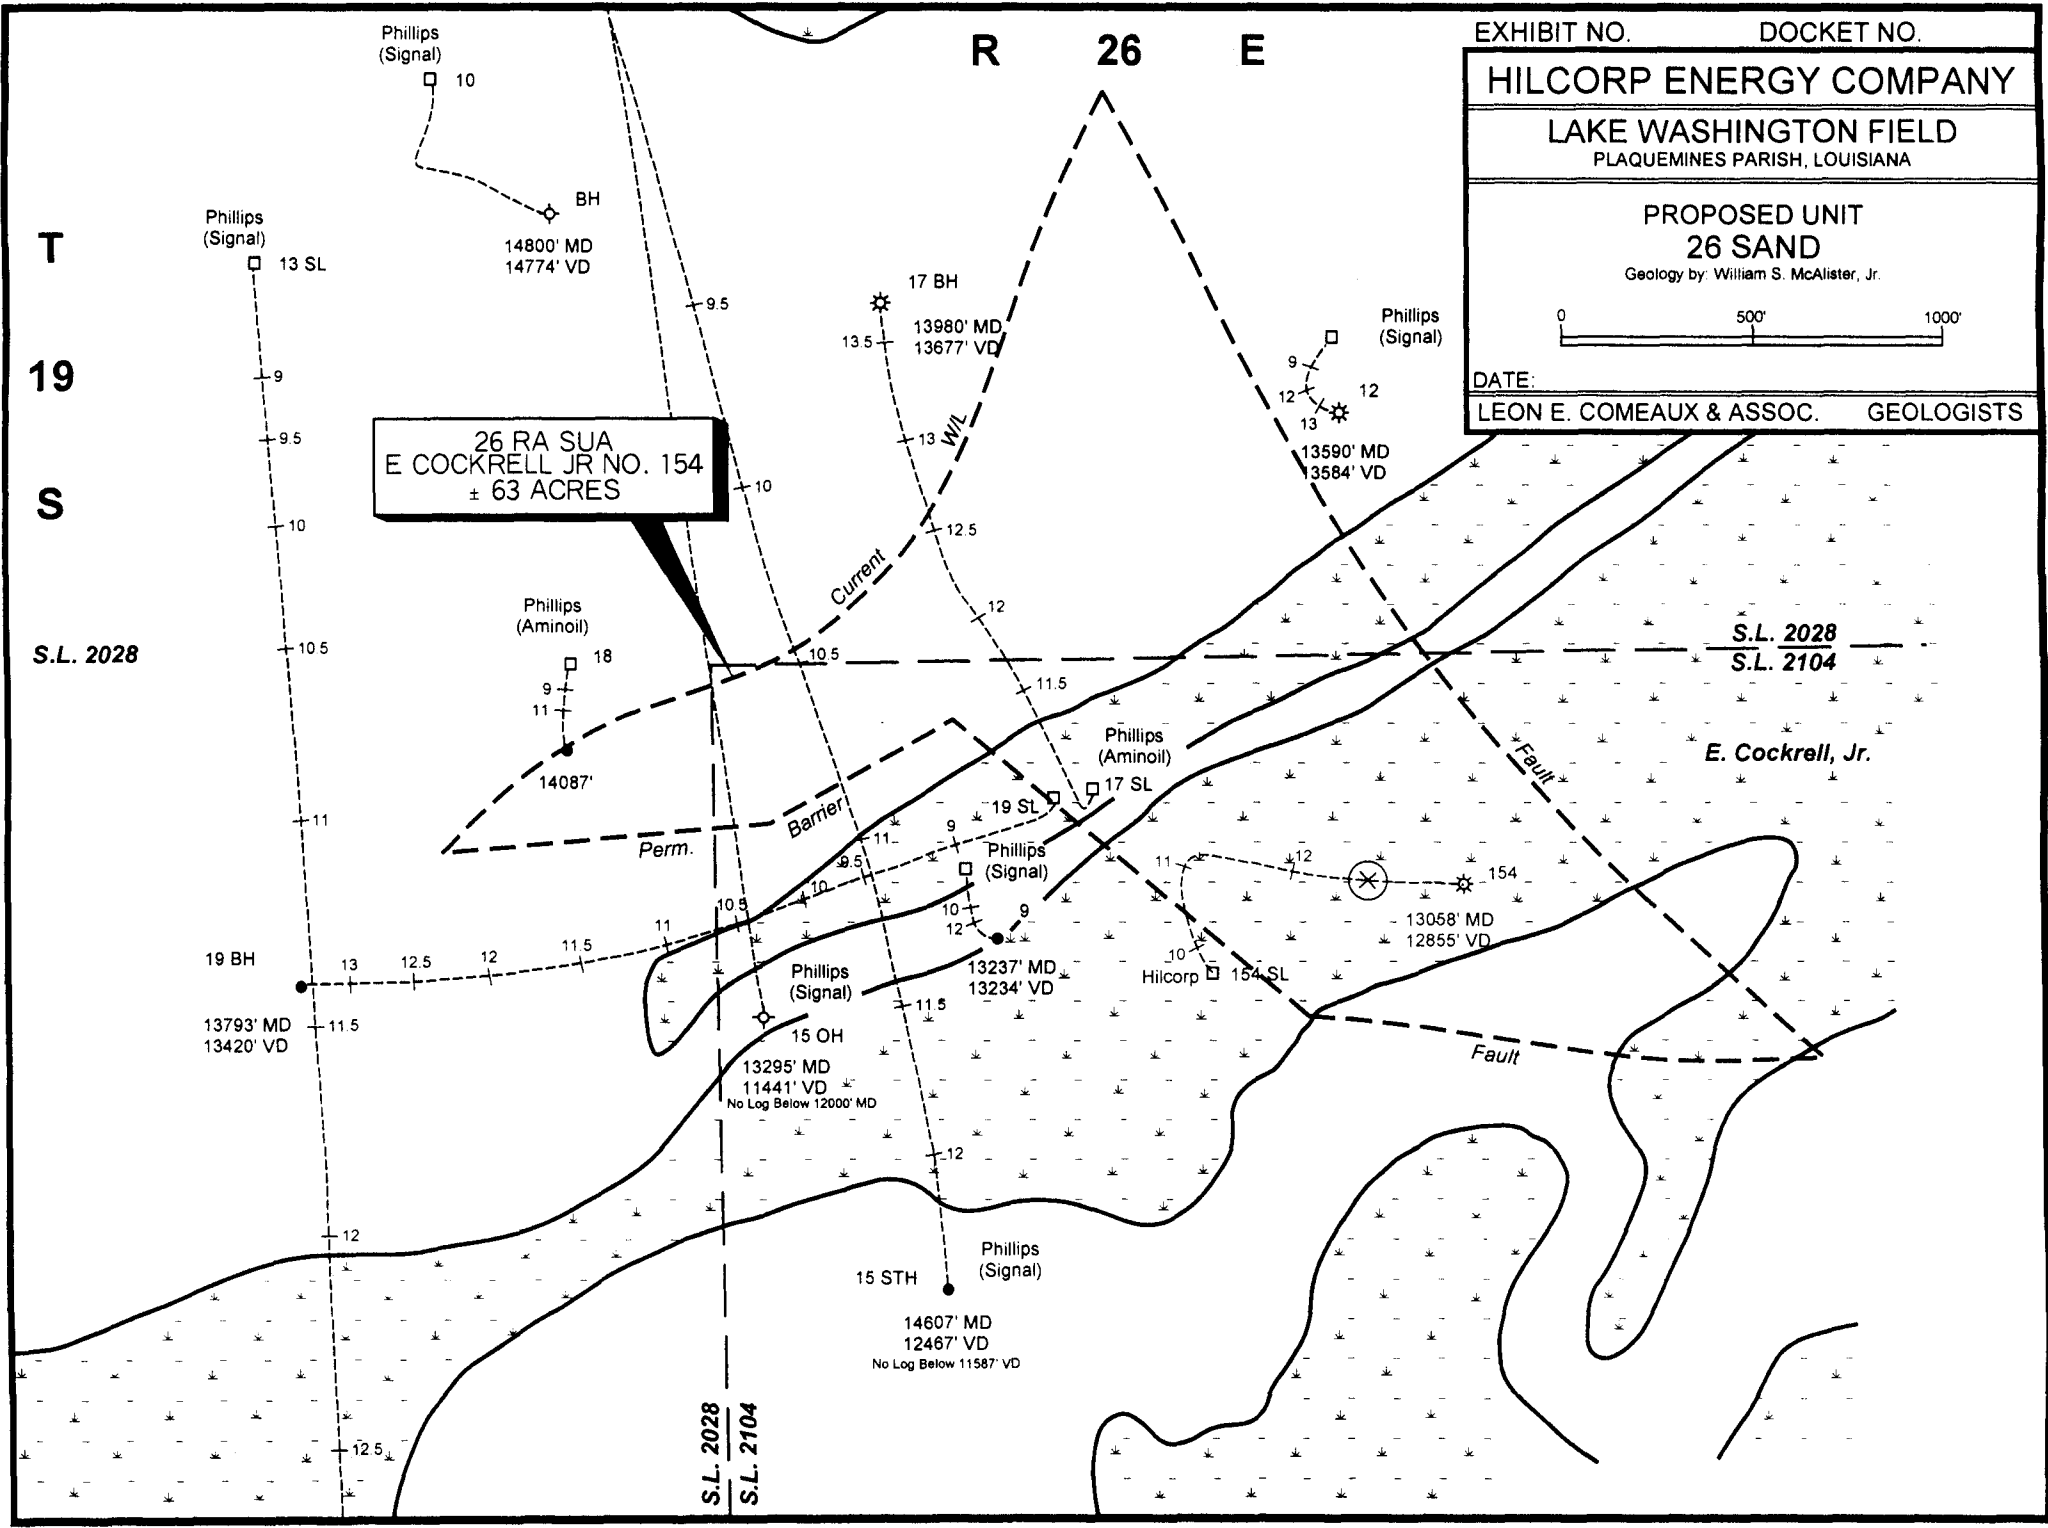 EXHIBIT NO. DOCKET NO.
HILCORP ENERGY COMPANY
LAKE WASHINGTON FIELD
PLAQUEMINES PARISH, LOUISIANA
PROPOSED UNIT
26 SAND
Geology by: William S. McAlister, Jr.
0 500' 1000'
DATE:
LEON E. COMEAUX & ASSOC. GEOLOGISTS
R 26 E
T
19
S
Phillips
(Signal)
10
BH
14800' MD
14774' VD
Phillips
(Signal)
13 SL
9
9.5
10
10.5
11
11.5
12
12.5
9.5
10
10.5
11
11.5
12
17 BH
13980' MD
13677' VD
13.5
13
12.5
12
11.5
W/L
Current
Phillips
(Signal)
9
12
13
12
13590' MD
13584' VD
26 RA SUA
E COCKRELL JR NO. 154
± 63 ACRES
S.L. 2028
Phillips
(Aminoil)
18
9
11
14087'
Perm.
Barrier
S.L. 2028
S.L. 2104
E. Cockrell, Jr.
Fault
Phillips
(Aminoil)
17 SL
19 SL
9
9.5
10
10.5
11
11.5
12
12.5
13
19 BH
13793' MD
13420' VD
Phillips
(Signal)
10
12
9
13237' MD
13234' VD
11
12
10
154
13058' MD
12855' VD
Hilcorp
154 SL
Fault
Phillips
(Signal)
15 OH
13295' MD
11441' VD
No Log Below 12000' MD
Phillips
(Signal)
15 STH
14607' MD
12467' VD
No Log Below 11587' VD
S.L. 2028
S.L. 2104